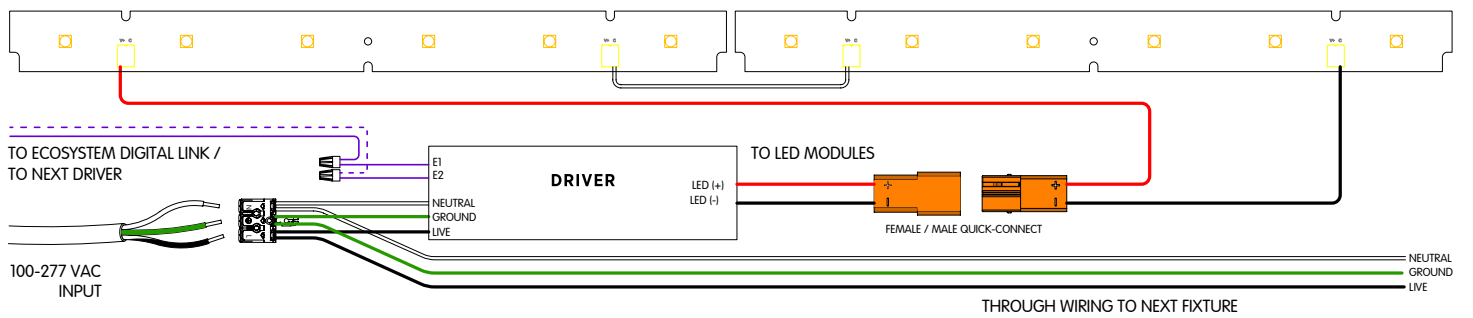 V+ C
V+ C
V+ C
V+ C
TO ECOSYSTEM DIGITAL LINK /
TO NEXT DRIVER
E1
E2
DRIVER
TO LED MODULES
LED (+)
LED (-)
+
+
NEUTRAL
GROUND
LIVE
N
L
FEMALE / MALE QUICK-CONNECT
100-277 VAC
INPUT
NEUTRAL
GROUND
LIVE
THROUGH WIRING TO NEXT FIXTURE